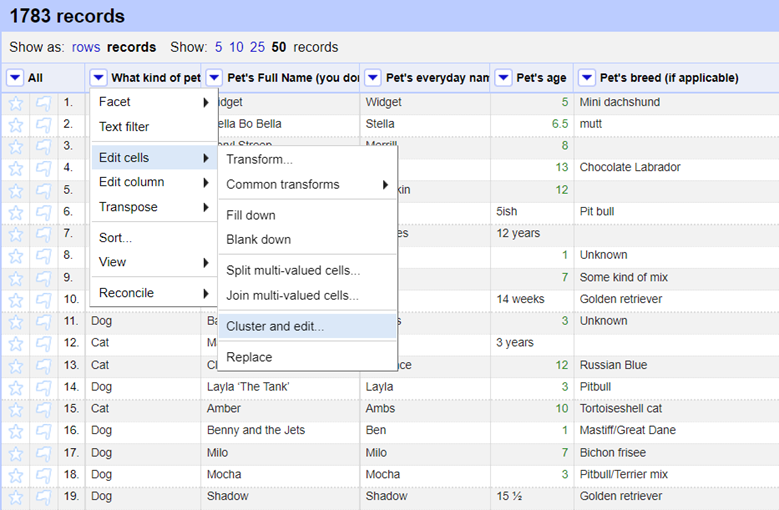 1783 records
Show as: rows records Show: 5 10 25 50 records
All What kind of pet Pet's Full Name (you don Pet's everyday nam Pet's age Pet's breed (if applicable)
1. idget Widget 5 Mini dachshund
2. ella Bo Bella Stella 6.5 mutt
3. 8
4. 13 Chocolate Labrador
5. kin 12
6. 5ish Pit bull
7. es 12 years
8. 1 Unknown
9. 7 Some kind of mix
10. 14 weeks Golden retriever
11. Dog Ba s 3 Unknown
12. Cat M 3 years
13. Cat ce 12 Russian Blue
14. Dog Layla ‘The Tank’ Layla 3 Pitbull
15. Cat Amber Ambs 10 Tortoiseshell cat
16. Dog Benny and the Jets Ben 1 Mastiff/Great Dane
17. Dog Milo Milo 7 Bichon frisee
18. Dog Mocha Mocha 3 Pitbull/Terrier mix
19. Dog Shadow Shadow 15 ½ Golden retriever
Facet
Text filter
Edit cells
Edit column
Transpose
Sort...
View
Reconcile
Transform...
Common transforms
Fill down
Blank down
Split multi-valued cells...
Join multi-valued cells...
Cluster and edit...
Replace